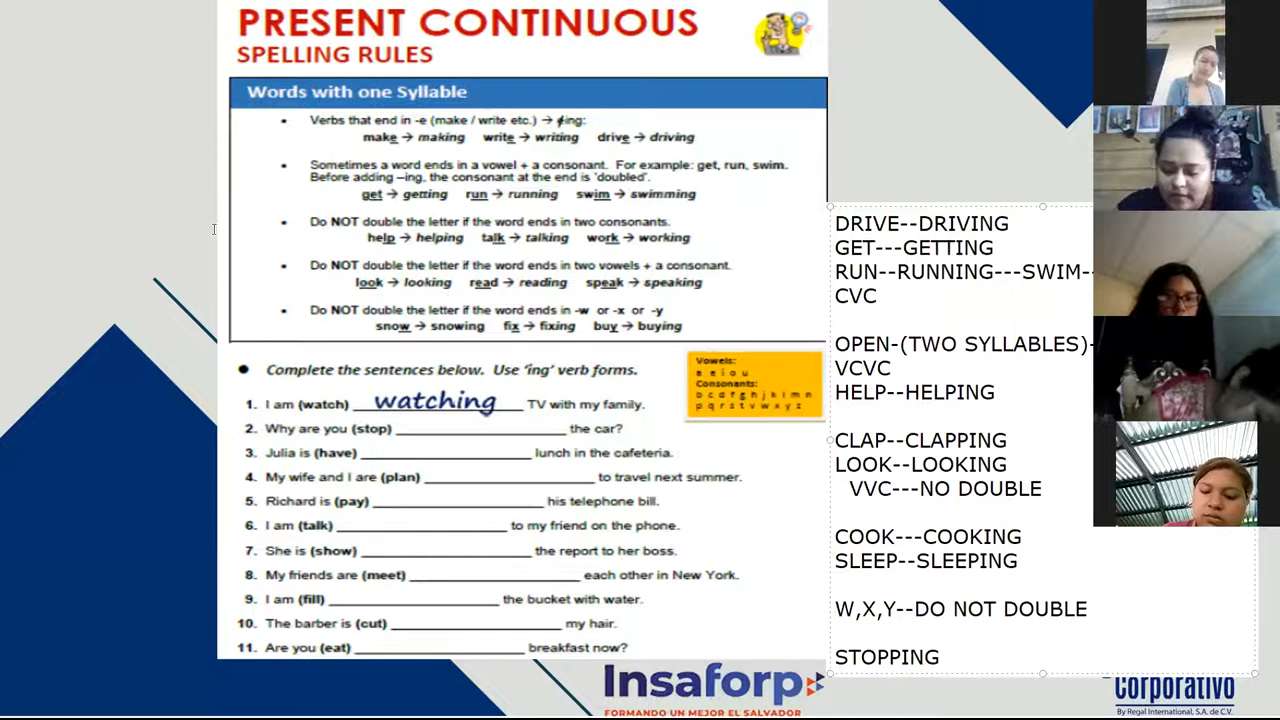 PRESENT CONTINUOUS
SPELLING RULES
Words with one Syllable
• Verbs that end in -e (make / write etc.) → ɇing:
make → making write → writing drive → driving
• Sometimes a word ends in a vowel + a consonant. For example: get, run, swim.
Before adding –ing, the consonant at the end is 'doubled'.
get → getting run → running swim → swimming
• Do NOT double the letter if the word ends in two consonants.
help → helping talk → talking work → working
• Do NOT double the letter if the word ends in two vowels + a consonant.
look → looking read → reading speak → speaking
• Do NOT double the letter if the word ends in -w or -x or -y
snow → snowing fix → fixing buy → buying
● Complete the sentences below. Use 'ing' verb forms.
Vowels:
a e i o u
Consonants:
b c d f g h j k l m n
p q r s t v w x y z
1. I am (watch) watching TV with my family.
2. Why are you (stop) ____________________ the car?
3. Julia is (have) ____________________ lunch in the cafeteria.
4. My wife and I are (plan) ____________________ to travel next summer.
5. Richard is (pay) ____________________ his telephone bill.
6. I am (talk) ____________________ to my friend on the phone.
7. She is (show) ____________________ the report to her boss.
8. My friends are (meet) ____________________ each other in New York.
9. I am (fill) ____________________ the bucket with water.
10. The barber is (cut) ____________________ my hair.
11. Are you (eat) ____________________ breakfast now?
DRIVE--DRIVING
GET---GETTING
RUN--RUNNING---SWIM-
CVC
OPEN-(TWO SYLLABLES)-
VCVC
HELP--HELPING
CLAP--CLAPPING
LOOK--LOOKING
VVC---NO DOUBLE
COOK---COOKING
SLEEP--SLEEPING
W,X,Y--DO NOT DOUBLE
STOPPING
Insaforp
FORMANDO UN MEJOR EL SALVADOR
Corporativo
By Regal International, S.A. de C.V.